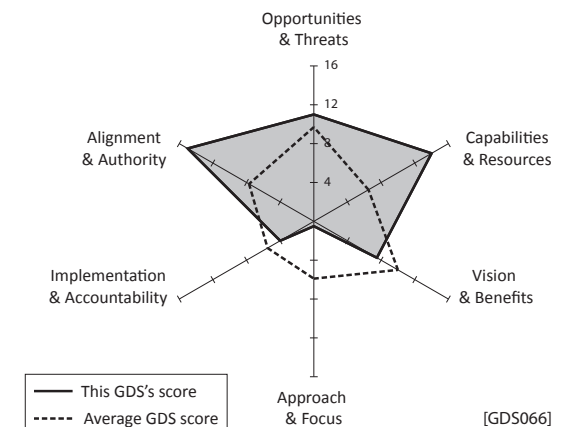 Opportunities
& Threats
16
12
8
4
Alignment
& Authority
Capabilities
& Resources
Implementation
& Accountability
Vision
& Benefits
This GDS's score
Average GDS score
Approach
& Focus
[GDS066]